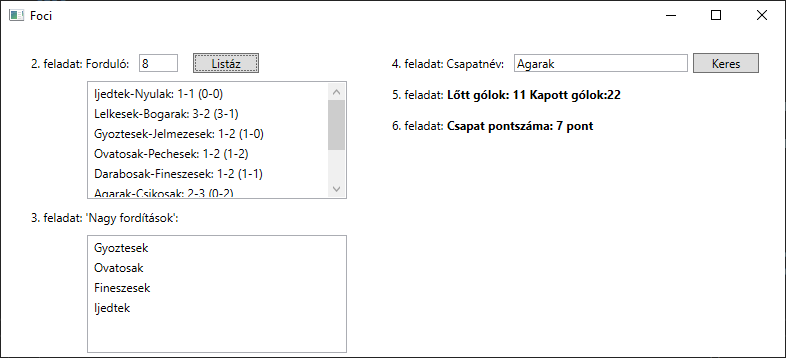 Foci
2. feladat: Forduló: 8 Listáz
Ijedtek-Nyulak: 1-1 (0-0)
Lelkesek-Bogarak: 3-2 (3-1)
Gyoztesek-Jelmezesek: 1-2 (1-0)
Ovatosak-Pechesek: 1-2 (1-2)
Darabosak-Fineszesek: 1-2 (1-1)
Agarak-Csikosak: 2-3 (0-2)
3. feladat: 'Nagy fordítások':
Gyoztesek
Ovatosak
Fineszesek
Ijedtek
4. feladat: Csapatnév: Agarak Keres
5. feladat: Lőtt gólok: 11 Kapott gólok:22
6. feladat: Csapat pontszáma: 7 pont